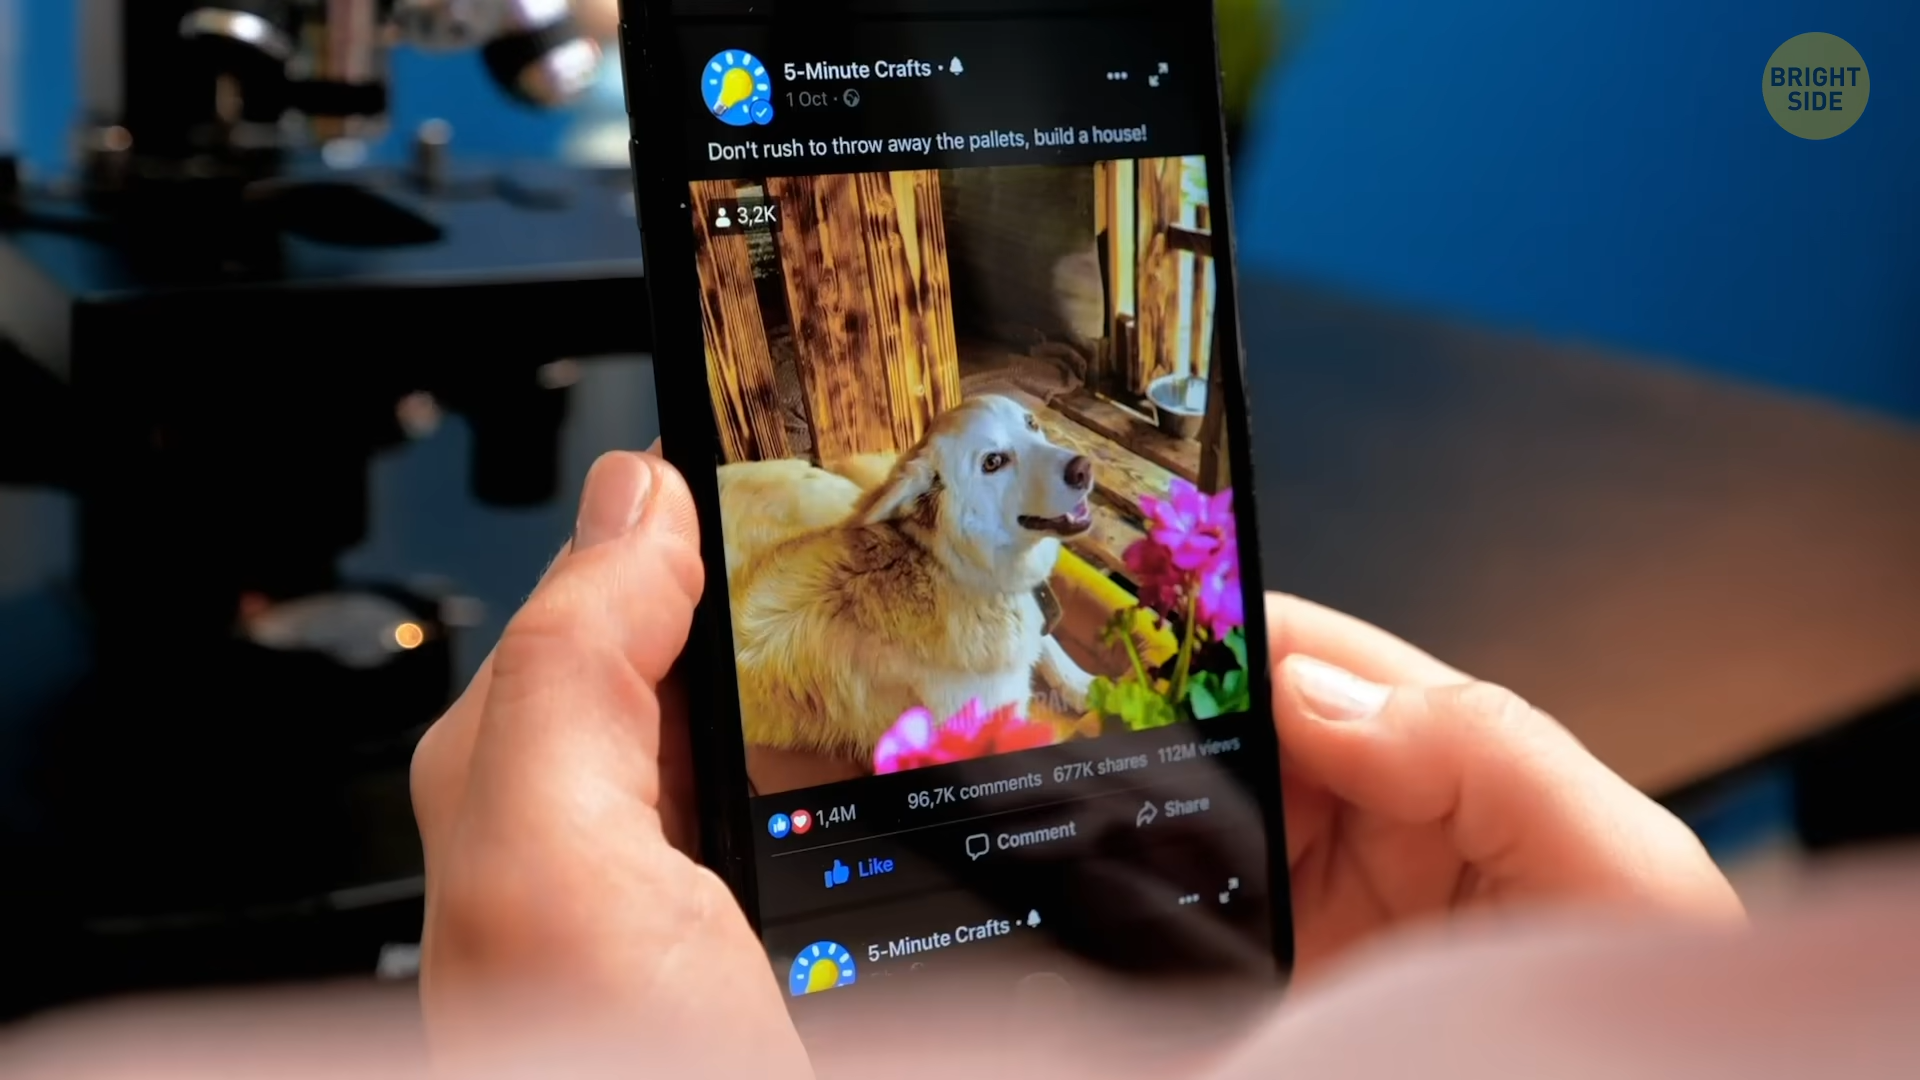 BRIGHT
SIDE
5-Minute Crafts ·
1 Oct ·
Don't rush to throw away the pallets, build a house!
3,2K
1,4M 96,7K comments 677K shares 112M views
Like Comment Share
5-Minute Crafts ·